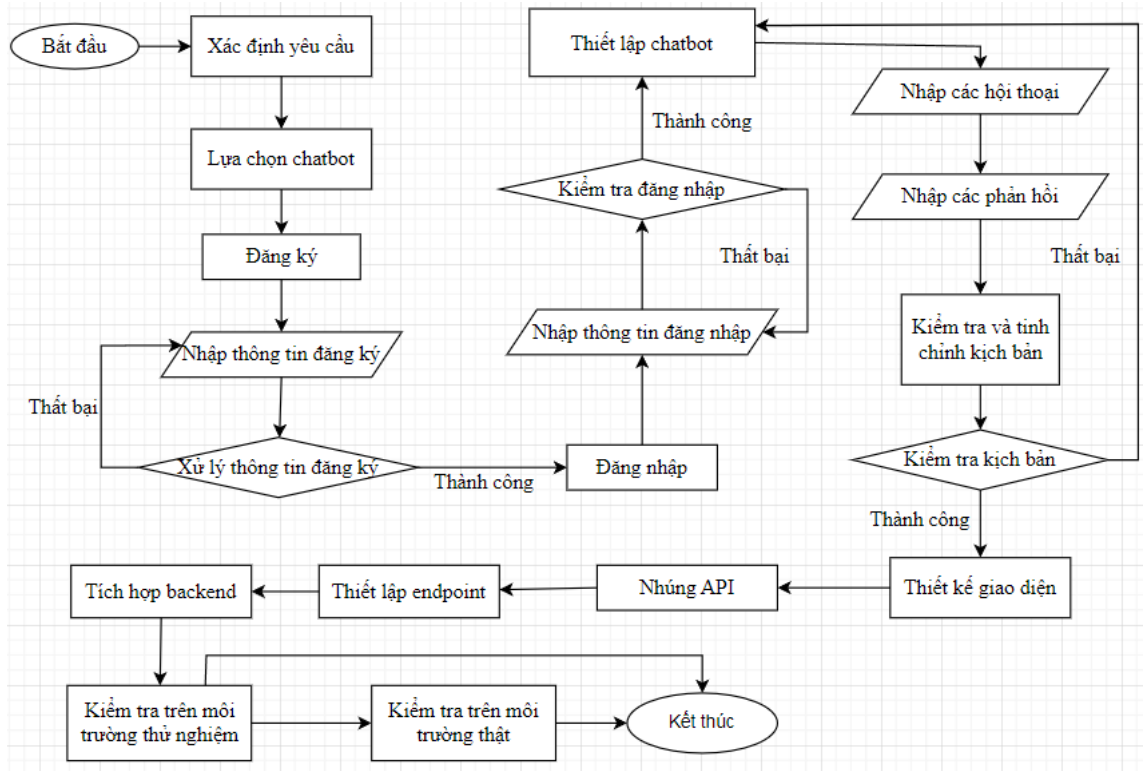 Bắt đầu
Xác định yêu cầu
Lựa chọn chatbot
Đăng ký
Nhập thông tin đăng ký
Thất bại
Xử lý thông tin đăng ký
Thành công
Đăng nhập
Nhập thông tin đăng nhập
Thất bại
Kiểm tra đăng nhập
Thành công
Thiết lập chatbot
Nhập các hội thoại
Nhập các phản hồi
Thất bại
Kiểm tra và tinh
chỉnh kịch bản
Kiểm tra kịch bản
Thành công
Thiết kế giao diện
Nhúng API
Thiết lập endpoint
Tích hợp backend
Kiểm tra trên môi
trường thử nghiệm
Kiểm tra trên môi
trường thật
Kết thúc